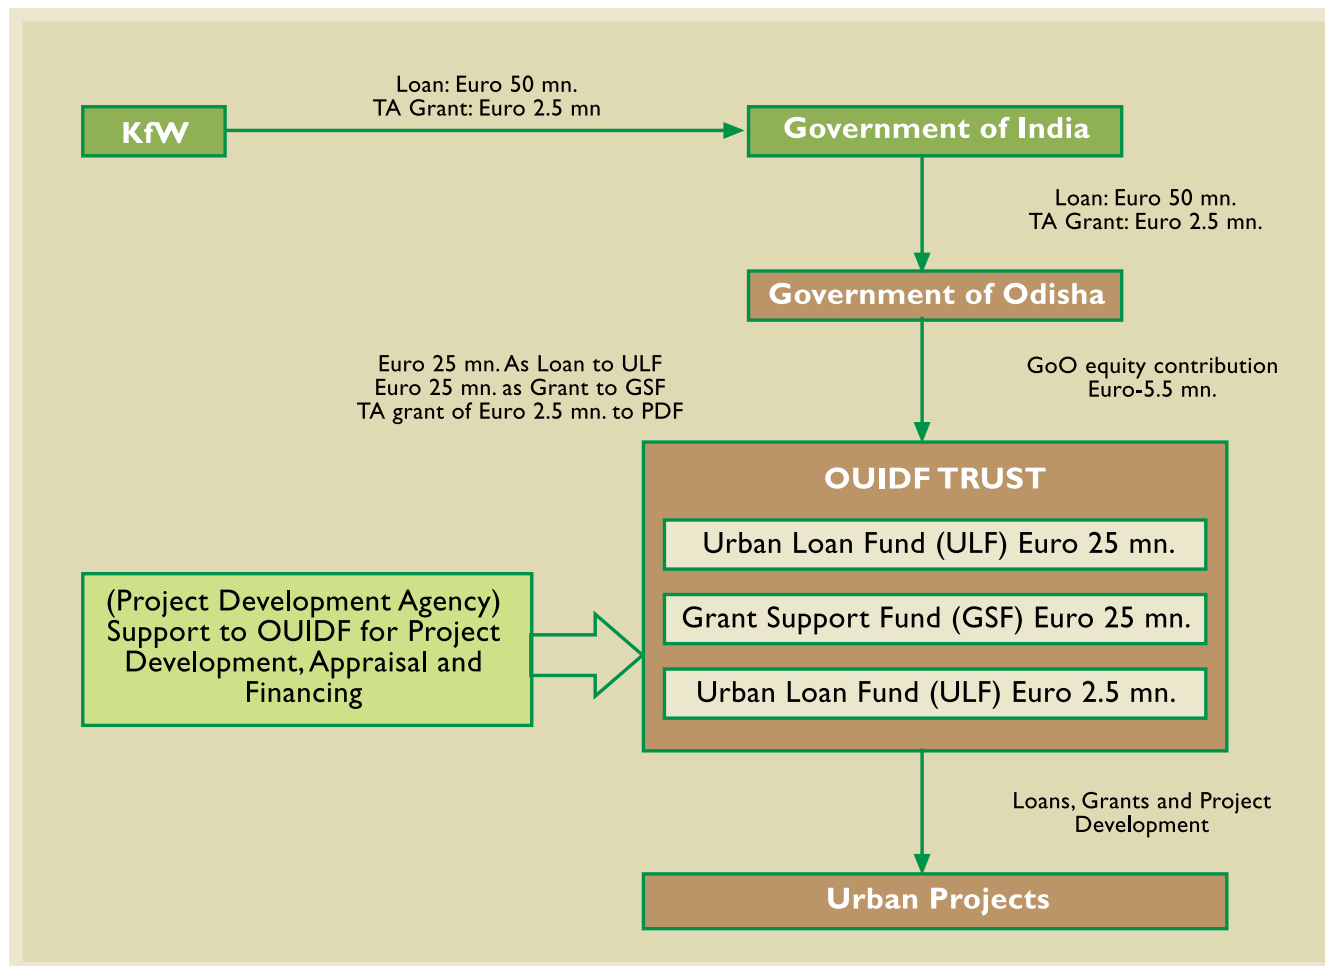 Loan: Euro 50 mn.
TA Grant: Euro 2.5 mn
KfW
Government of India
Loan: Euro 50 mn.
TA Grant: Euro 2.5 mn.
Government of Odisha
Euro 25 mn. As Loan to ULF
Euro 25 mn. as Grant to GSF
TA grant of Euro 2.5 mn. to PDF
GoO equity contribution
Euro-5.5 mn.
OUIDF TRUST
Urban Loan Fund (ULF) Euro 25 mn.
Grant Support Fund (GSF) Euro 25 mn.
Urban Loan Fund (ULF) Euro 2.5 mn.
(Project Development Agency)
Support to OUIDF for Project
Development, Appraisal and
Financing
Loans, Grants and Project
Development
Urban Projects